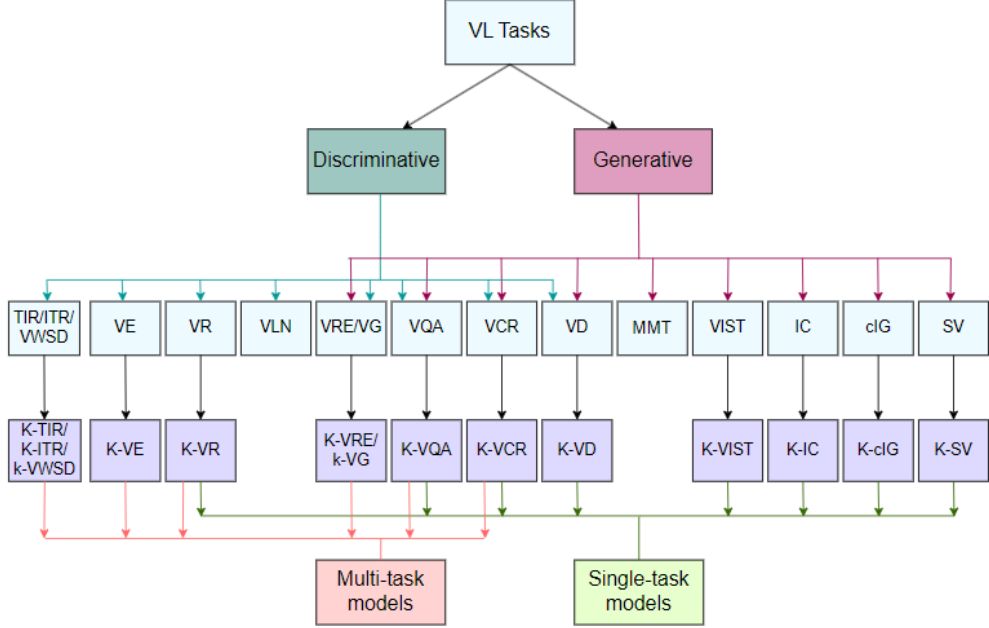 VL Tasks
Discriminative
Generative
TIR/ITR/
VWSD
VE
VR
VLN
VRE/VG
VQA
VCR
VD
MMT
VIST
IC
cIG
SV
K-TIR/
K-ITR/
k-VWSD
K-VE
K-VR
K-VRE/
k-VG
K-VQA
K-VCR
K-VD
K-VIST
K-IC
K-cIG
K-SV
Multi-task
models
Single-task
models